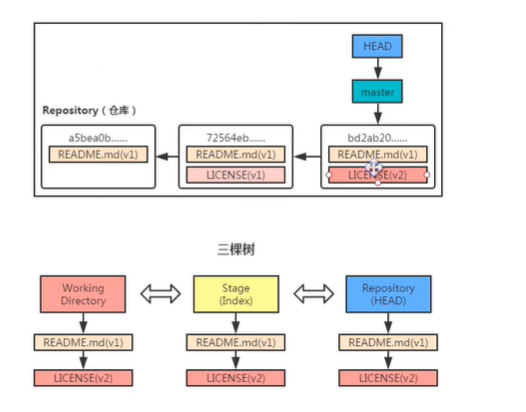 HEAD
master
Repository（仓库）
a5bea0b......
72564eb......
bd2ab20......
README.md(v1)
README.md(v1)
README.md(v1)
LICENSE(v1)
LICENSE(v2)
三棵树
Working
Directory
Stage
(Index)
Repository
(HEAD)
README.md(v1)
README.md(v1)
README.md(v1)
LICENSE(v2)
LICENSE(v2)
LICENSE(v2)